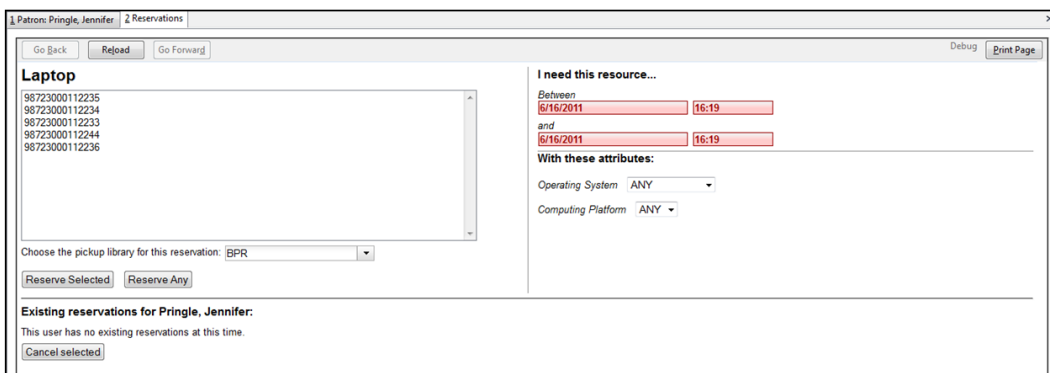 1 Patron: Pringle, Jennifer 2 Reservations
Go Back Reload Go Forward Debug Print Page
Laptop
98723000112235
98723000112234
98723000112233
98723000112244
98723000112236
Choose the pickup library for this reservation: BPR
Reserve Selected Reserve Any
I need this resource...
Between
6/16/2011 16:19
and
6/16/2011 16:19
With these attributes:
Operating System ANY
Computing Platform ANY
Existing reservations for Pringle, Jennifer:
This user has no existing reservations at this time.
Cancel selected